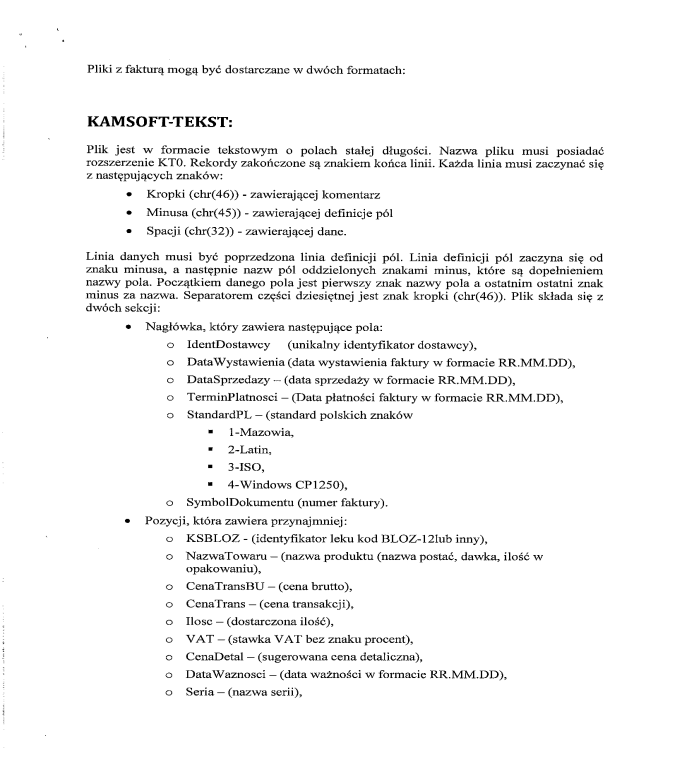 Pliki z fakturą mogą być dostarczane w dwóch formatach:
KAMSOFT-TEKST:
Plik jest w formacie tekstowym o polach stałej długości. Nazwa pliku musi posiadać
rozszerzenie KT0. Rekordy zakończone są znakiem końca linii. Każda linia musi zaczynać się
z następujących znaków:
• Kropki (chr(46)) - zawierającej komentarz
• Minusa (chr(45)) - zawierającej definicje pól
• Spacji (chr(32)) - zawierającej dane.
Linia danych musi być poprzedzona linia definicji pól. Linia definicji pól zaczyna się od
znaku minusa, a następnie nazw pól oddzielonych znakami minus, które są dopełnieniem
nazwy pola. Początkiem danego pola jest pierwszy znak nazwy pola a ostatnim ostatni znak
minus za nazwa. Separatorem części dziesiętnej jest znak kropki (chr(46)). Plik składa się z
dwóch sekcji:
• Nagłówka, który zawiera następujące pola:
o IdentDostawcy (unikalny identyfikator dostawcy),
o DataWystawienia (data wystawienia faktury w formacie RR.MM.DD),
o DataSprzedazy – (data sprzedaży w formacie RR.MM.DD),
o TerminPlatnosci – (Data płatności faktury w formacie RR.MM.DD),
o StandardPL – (standard polskich znaków
▪ 1-Mazowia,
▪ 2-Latin,
▪ 3-ISO,
▪ 4-Windows CP1250),
o SymbolDokumentu (numer faktury).
• Pozycji, która zawiera przynajmniej:
o KSBLOZ - (identyfikator leku kod BLOZ-12lub inny),
o NazwaTowaru – (nazwa produktu (nazwa postać, dawka, ilość w
opakowaniu),
o CenaTransBU – (cena brutto),
o CenaTrans – (cena transakcji),
o Ilosc – (dostarczona ilość),
o VAT – (stawka VAT bez znaku procent),
o CenaDetal – (sugerowana cena detaliczna),
o DataWaznosci – (data ważności w formacie RR.MM.DD),
o Seria – (nazwa serii),